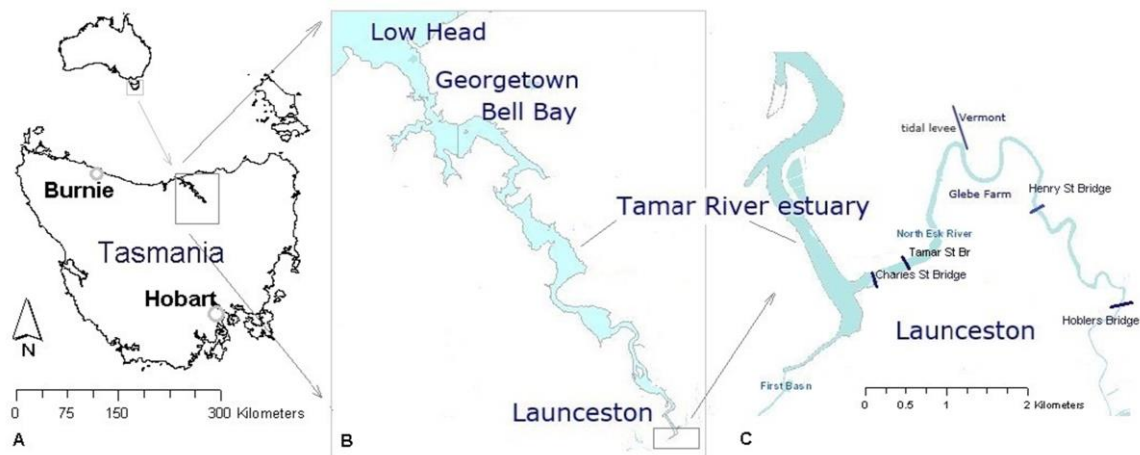 Burnie
Tasmania
Hobart
N
0 75 150 300 Kilometers
A
Low Head
Georgetown
Bell Bay
Tamar River estuary
Launceston
B
Vermont
tidal levee
Glebe Farm
Henry St Bridge
North Esk River
Tamar St Br
Charles St Bridge
Hoblers Bridge
Launceston
First Basn
0 0.5 1 2 Kilometers
C